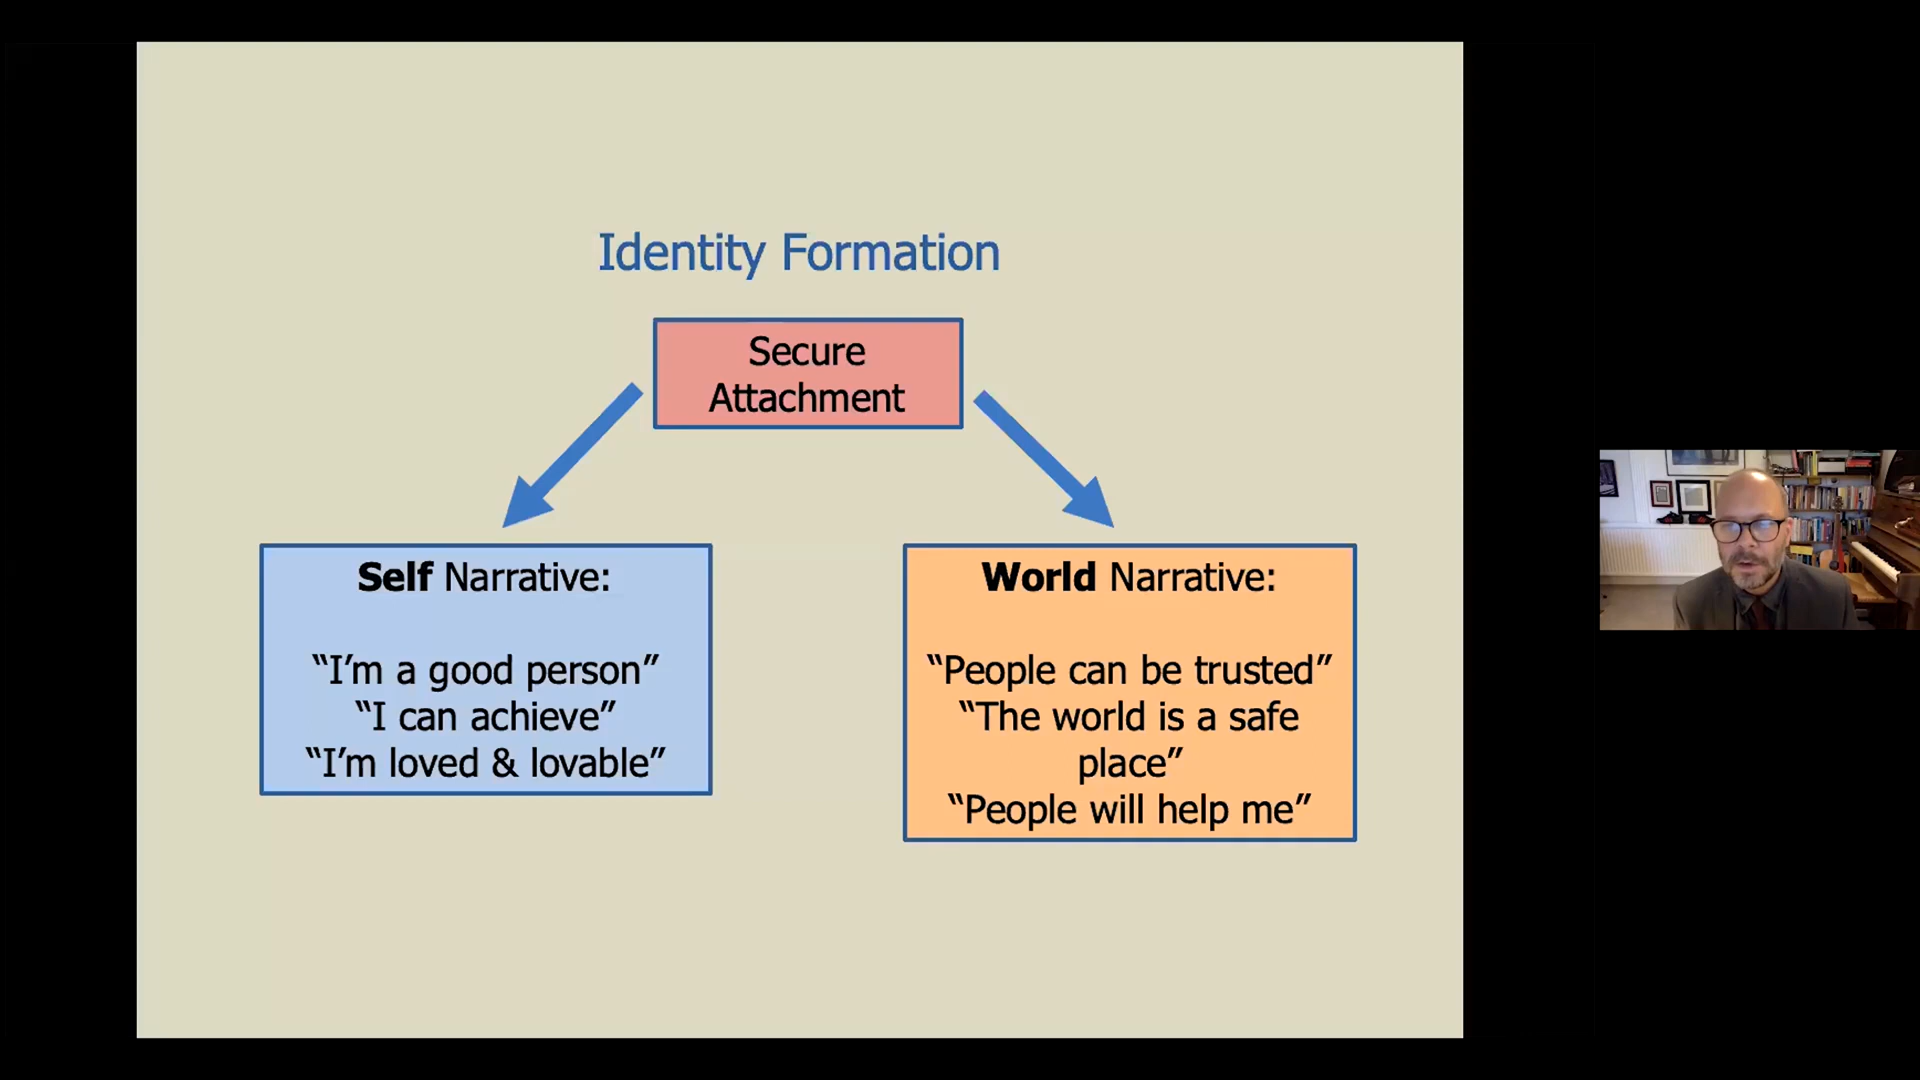 Identity Formation
Secure
Attachment
Self Narrative:
“I’m a good person”
“I can achieve”
“I’m loved & lovable”
World Narrative:
“People can be trusted”
“The world is a safe
place”
“People will help me”